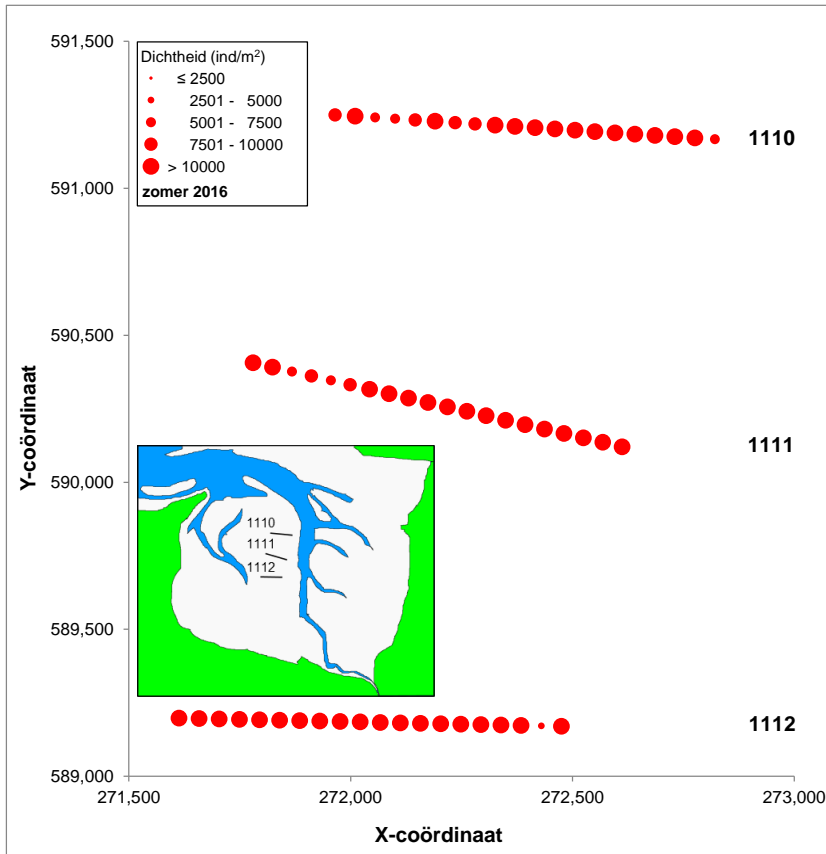 Dichtheid (ind/m²)
≤ 2500
2501 - 5000
5001 - 7500
7501 - 10000
> 10000
zomer 2016
591,500
591,000
590,500
590,000
589,500
589,000
Y-coördinaat
1110
1111
1112
1110
1111
1112
271,500
272,000
272,500
273,000
X-coördinaat